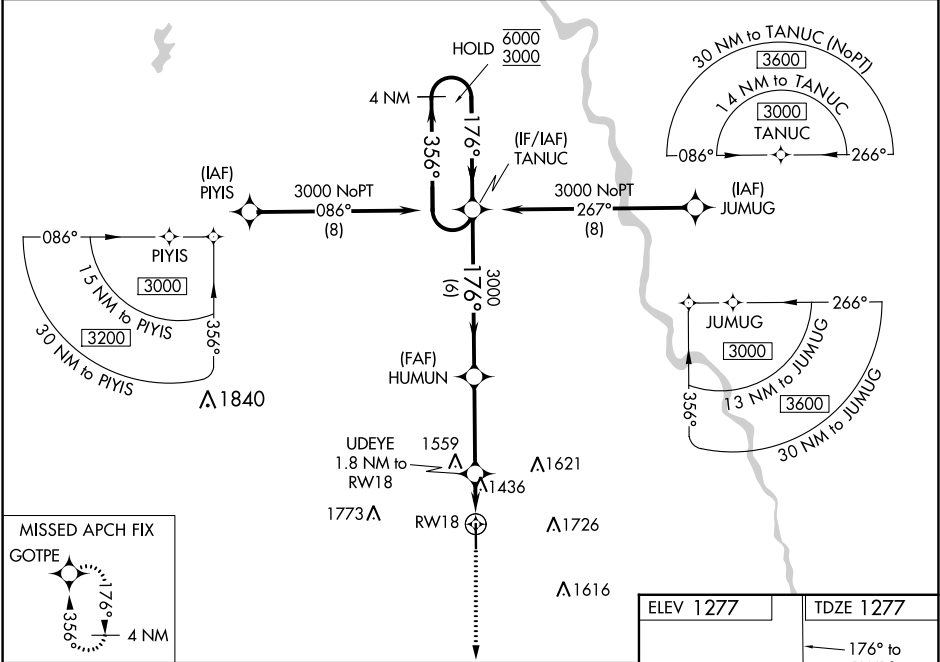 HOLD 6000
3000
4 NM
356°
176°
(IF/IAF)
TANUC
30 NM to TANUC (NoPT)
3600
14 NM to TANUC
3000
TANUC
086°
266°
(IAF)
PIYIS
3000 NoPT
086°
(8)
3000 NoPT
267°
(8)
(IAF)
JUMUG
086°
PIYIS
3000
15 NM to PIYIS
3200
30 NM to PIYIS
356°
1840
3000
176°
(6)
(FAF)
HUMUN
266°
JUMUG
3000
13 NM to JUMUG
3600
30 NM to JUMUG
356°
UDEYE
1.8 NM to
RW18
1559
1621
1436
1773
RW18
1726
1616
MISSED APCH FIX
GOTPE
176°
356°
4 NM
ELEV 1277
TDZE 1277
176° to